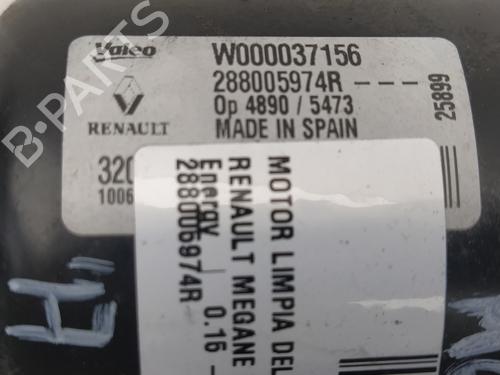 Valeo
W000037156
288005974R---
Op 4890 / 5473
RENAULT
MADE IN SPAIN
25899
320
1006
MOTOR LIMPIA DEL
RENAULT MEGANE
Energy / 0.16 -
288006974R
H
B-PARTS